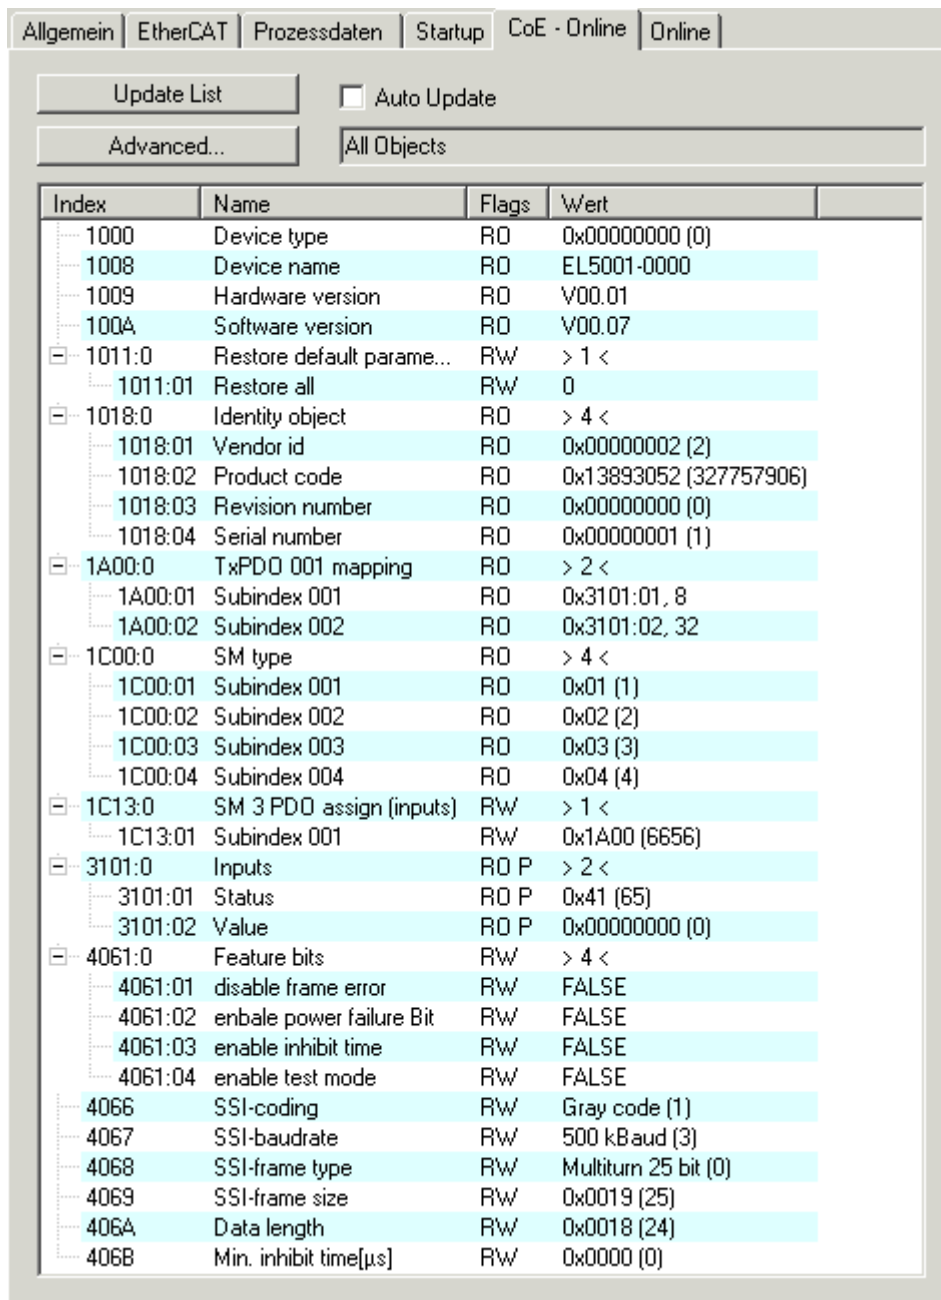 Allgemein EtherCAT Prozessdaten Startup CoE - Online Online
Update List Auto Update
Advanced... All Objects
Index Name Flags Wert
1000 Device type RO 0x00000000 (0)
1008 Device name RO EL5001-0000
1009 Hardware version RO V00.01
100A Software version RO V00.07
1011:0 Restore default parame... RW > 1 <
1011:01 Restore all RW 0
1018:0 Identity object RO > 4 <
1018:01 Vendor id RO 0x00000002 (2)
1018:02 Product code RO 0x13893052 (327757906)
1018:03 Revision number RO 0x00000000 (0)
1018:04 Serial number RO 0x00000001 (1)
1A00:0 TxPDO 001 mapping RO > 2 <
1A00:01 Subindex 001 RO 0x3101:01, 8
1A00:02 Subindex 002 RO 0x3101:02, 32
1C00:0 SM type RO > 4 <
1C00:01 Subindex 001 RO 0x01 (1)
1C00:02 Subindex 002 RO 0x02 (2)
1C00:03 Subindex 003 RO 0x03 (3)
1C00:04 Subindex 004 RO 0x04 (4)
1C13:0 SM 3 PDO assign (inputs) RW > 1 <
1C13:01 Subindex 001 RW 0x1A00 (6656)
3101:0 Inputs RO P > 2 <
3101:01 Status RO P 0x41 (65)
3101:02 Value RO P 0x00000000 (0)
4061:0 Feature bits RW > 4 <
4061:01 disable frame error RW FALSE
4061:02 enbale power failure Bit RW FALSE
4061:03 enable inhibit time RW FALSE
4061:04 enable test mode RW FALSE
4066 SSI-coding RW Gray code (1)
4067 SSI-baudrate RW 500 kBaud (3)
4068 SSI-frame type RW Multiturn 25 bit (0)
4069 SSI-frame size RW 0x0019 (25)
406A Data length RW 0x0018 (24)
406B Min. inhibit time[µs] RW 0x0000 (0)